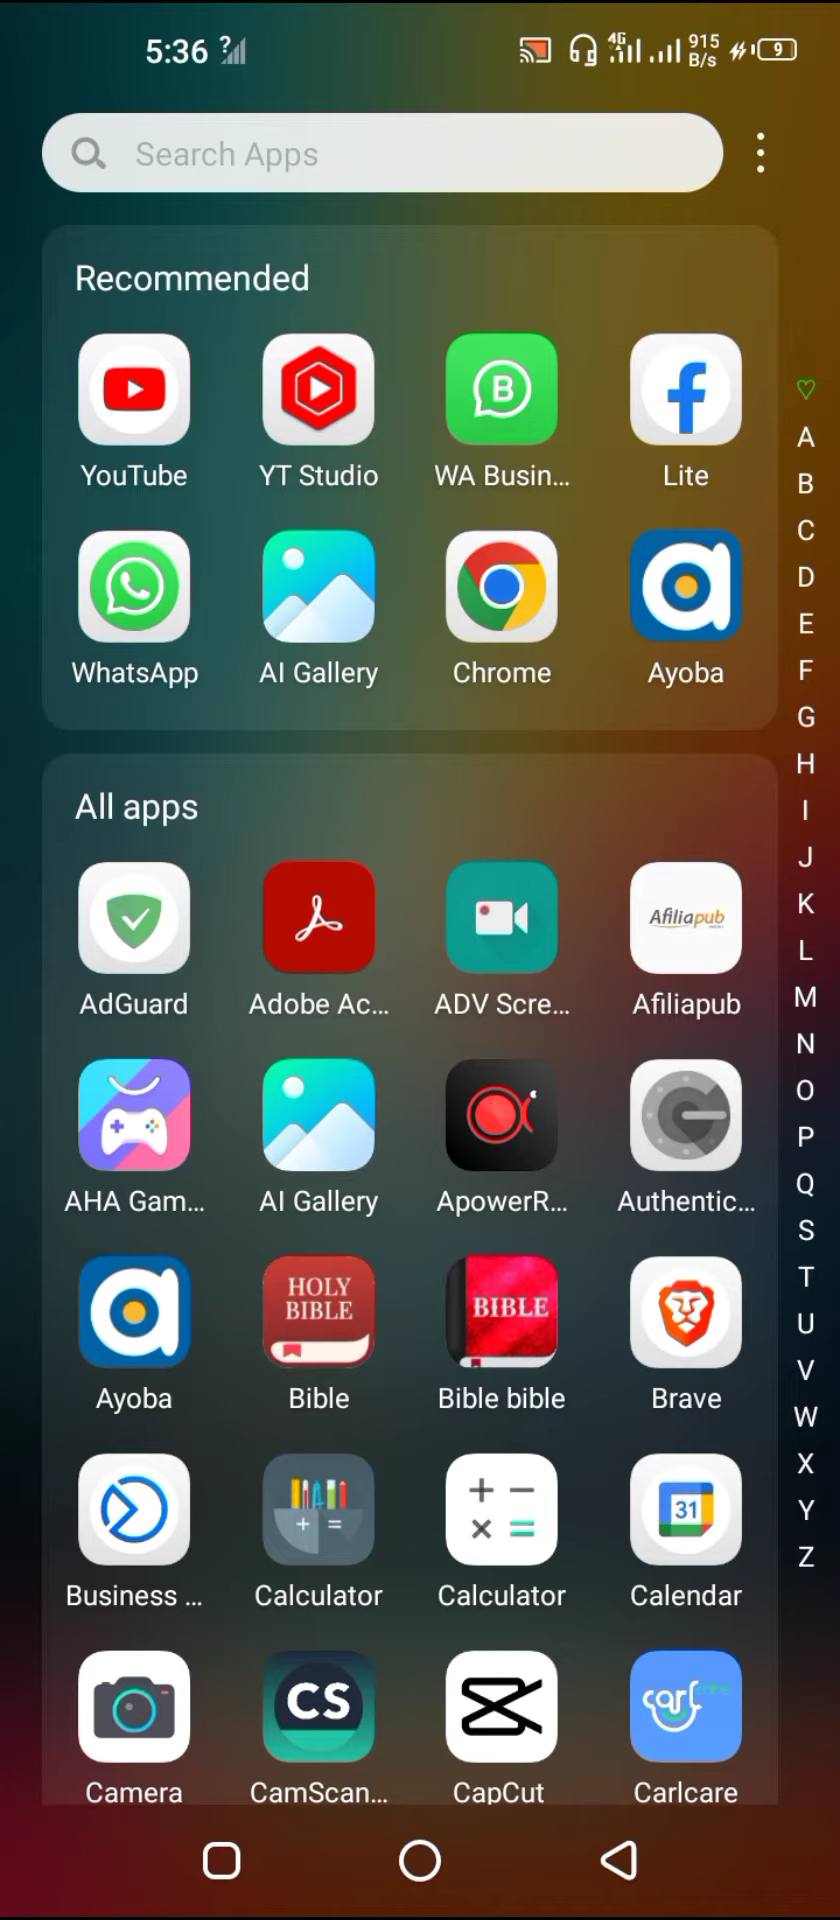 5:36 ? 4G 915 B/s 9
Search Apps
Recommended
YouTube YT Studio WA Busin... Lite
WhatsApp AI Gallery Chrome Ayoba
All apps
Afiliapub
AdGuard Adobe Ac... ADV Scre... Afiliapub
AHA Gam... AI Gallery ApowerR... Authentic...
HOLY BIBLE BIBLE
Ayoba Bible Bible bible Brave
31
Business ... Calculator Calculator Calendar
CS carl
Camera CamScan... CapCut Carlcare
A
B
C
D
E
F
G
H
I
J
K
L
M
N
O
P
Q
S
T
U
V
W
X
Y
Z